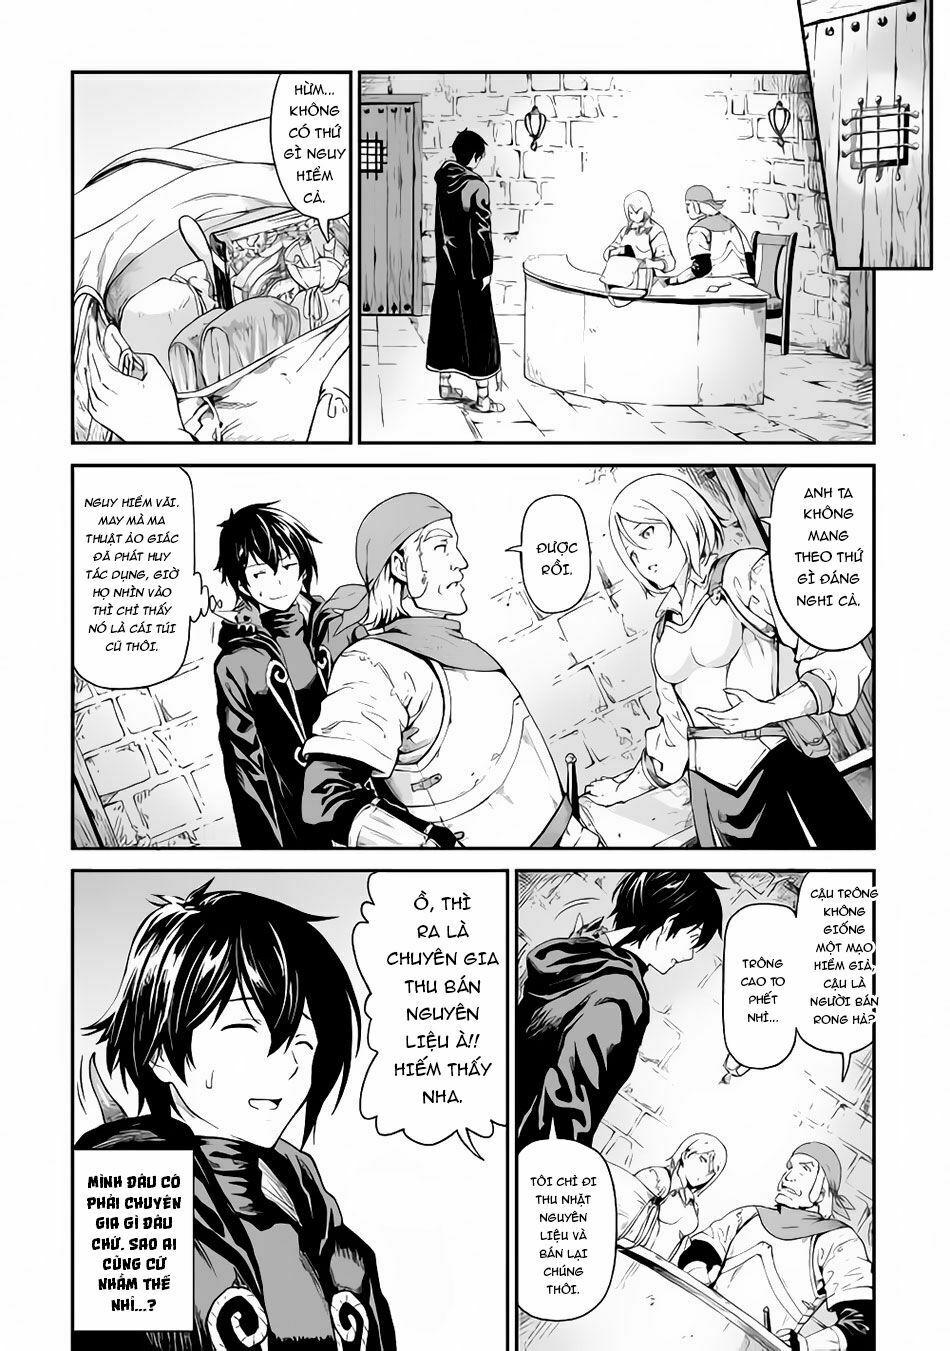 HỪM...
KHÔNG
CÓ THỨ
GÌ NGUY
HIỂM
CẢ.
ANH TA
KHÔNG
MANG
THEO THỨ
GÌ ĐÁNG
NGHI CẢ.
ĐƯỢC
RỒI.
NGUY HIỂM VÃI.
MAY MÀ MA
THUẬT ẢO GIÁC
ĐÃ PHÁT HUY
TÁC DỤNG, GIỜ
HỌ NHÌN VÀO
THÌ CHỈ THẤY
NÓ LÀ CÁI TÚI
CŨ THÔI.
CẬU TRÔNG
KHÔNG
GIỐNG
MỘT MẠO
HIỂM GIẢ,
CẬU LÀ
NGƯỜI BÁN
RONG HẢ?
TRÔNG
CAO TO
PHẾT
NHỈ...
TÔI CHỈ ĐI
THU NHẶT
NGUYÊN
LIỆU VÀ
BÁN LẠI
CHÚNG
THÔI.
Ồ, THÌ
RA LÀ
CHUYÊN GIA
THU BÁN
NGUYÊN
LIỆU À!!
HIẾM THẤY
NHA.
MÌNH ĐÂU CÓ
PHẢI CHUYÊN
GIA GÌ ĐÂU
CHỨ. SAO AI
CŨNG CỨ
NHẦM THẾ
NHỈ...?